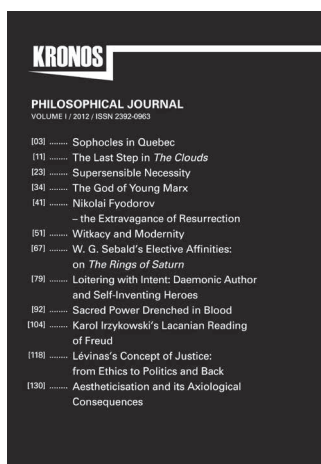 KRONOS
PHILOSOPHICAL JOURNAL
VOLUME I / 2012 / ISSN 2392-0963
[03] ........ Sophocles in Quebec
[11] ........ The Last Step in The Clouds
[23] ........ Supersensible Necessity
[34] ........ The God of Young Marx
[41] ........ Nikolai Fyodorov
– the Extravagance of Resurrection
[51] ........ Witkacy and Modernity
[67] ........ W. G. Sebald's Elective Affinities:
on The Rings of Saturn
[79] ........ Loitering with Intent: Daemonic Author
and Self-Inventing Heroes
[92] ........ Sacred Power Drenched in Blood
[104] ........ Karol Irzykowski's Lacanian Reading
of Freud
[118] ........ Lévinas's Concept of Justice:
from Ethics to Politics and Back
[130] ........ Aestheticisation and its Axiological
Consequences